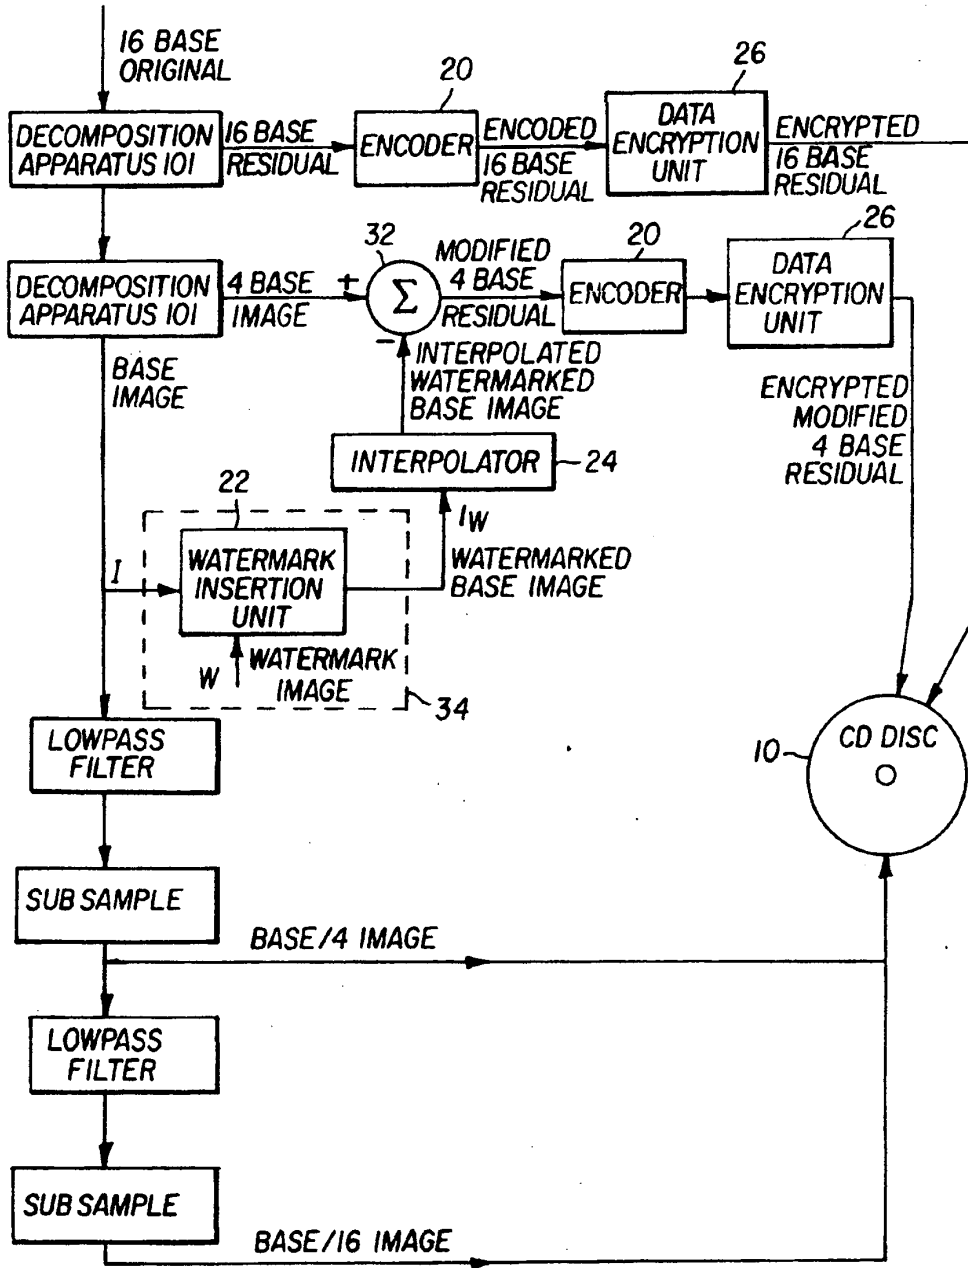 16 BASE
ORIGINAL
DECOMPOSITION
APPARATUS 101
16 BASE
RESIDUAL
20
ENCODER
ENCODED
16 BASE
RESIDUAL
26
DATA
ENCRYPTION
UNIT
ENCRYPTED
16 BASE
RESIDUAL
DECOMPOSITION
APPARATUS 101
4 BASE
IMAGE
+
32
Σ
-
MODIFIED
4 BASE
RESIDUAL
20
ENCODER
26
DATA
ENCRYPTION
UNIT
BASE
IMAGE
INTERPOLATED
WATERMARKED
BASE IMAGE
ENCRYPTED
MODIFIED
4 BASE
RESIDUAL
INTERPOLATOR
24
22
I
WATERMARK
INSERTION
UNIT
IW
WATERMARKED
BASE IMAGE
W
WATERMARK
IMAGE
34
LOWPASS
FILTER
10
CD DISC
SUB SAMPLE
BASE/4 IMAGE
LOWPASS
FILTER
SUB SAMPLE
BASE/16 IMAGE